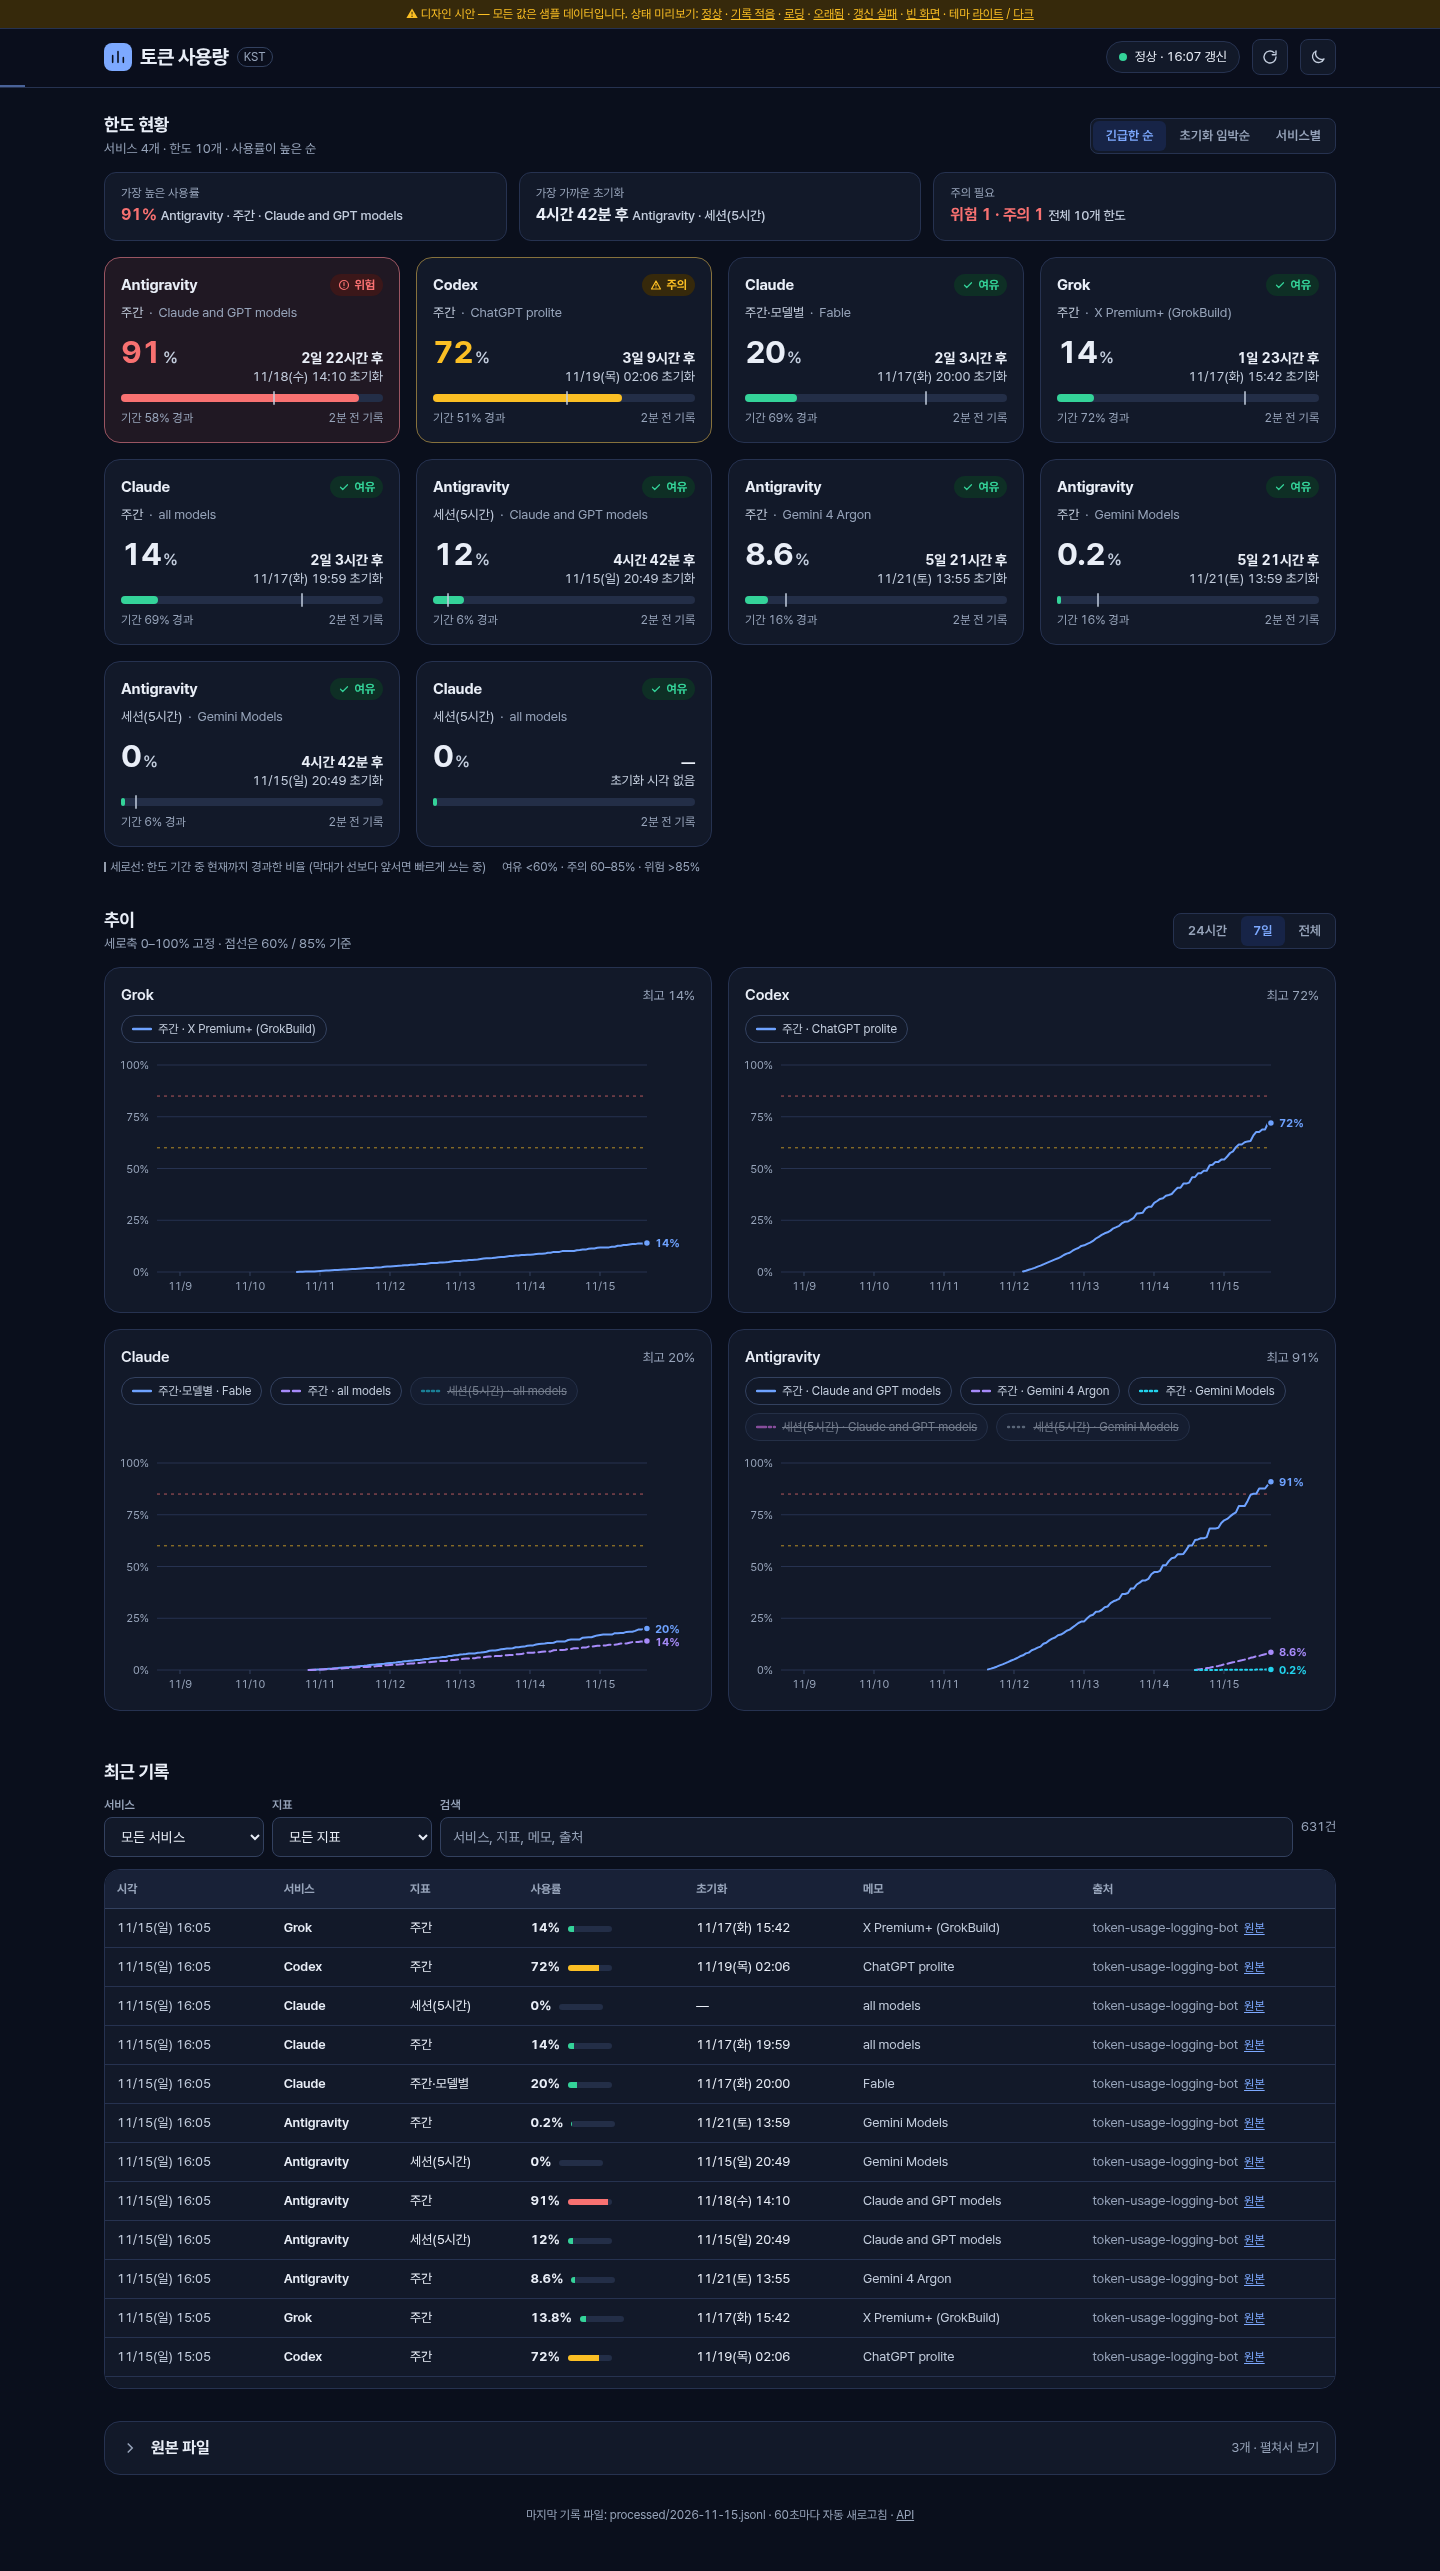 ⚠ 디자인 시안 — 모든 값은 샘플 데이터입니다. 상태 미리보기: 정상 · 기록 적음 · 로딩 · 오래됨 · 갱신 실패 · 빈 화면 · 테마 라이트 / 다크
토큰 사용량 KST
정상 · 16:07 갱신
한도 현황
서비스 4개 · 한도 10개 · 사용률이 높은 순
긴급한 순 초기화 임박순 서비스별
가장 높은 사용률
91% Antigravity · 주간 · Claude and GPT models
가장 가까운 초기화
4시간 42분 후 Antigravity · 세션(5시간)
주의 필요
위험 1 · 주의 1 전체 10개 한도
Antigravity 위험
주간 · Claude and GPT models
91% 2일 22시간 후
11/18(수) 14:10 초기화
기간 58% 경과 2분 전 기록
Codex 주의
주간 · ChatGPT prolite
72% 3일 9시간 후
11/19(목) 02:06 초기화
기간 51% 경과 2분 전 기록
Claude 여유
주간·모델별 · Fable
20% 2일 3시간 후
11/17(화) 20:00 초기화
기간 69% 경과 2분 전 기록
Grok 여유
주간 · X Premium+ (GrokBuild)
14% 1일 23시간 후
11/17(화) 15:42 초기화
기간 72% 경과 2분 전 기록
Claude 여유
주간 · all models
14% 2일 3시간 후
11/17(화) 19:59 초기화
기간 69% 경과 2분 전 기록
Antigravity 여유
세션(5시간) · Claude and GPT models
12% 4시간 42분 후
11/15(일) 20:49 초기화
기간 6% 경과 2분 전 기록
Antigravity 여유
주간 · Gemini 4 Argon
8.6% 5일 21시간 후
11/21(토) 13:55 초기화
기간 16% 경과 2분 전 기록
Antigravity 여유
주간 · Gemini Models
0.2% 5일 21시간 후
11/21(토) 13:59 초기화
기간 16% 경과 2분 전 기록
Antigravity 여유
세션(5시간) · Gemini Models
0% 4시간 42분 후
11/15(일) 20:49 초기화
기간 6% 경과 2분 전 기록
Claude 여유
세션(5시간) · all models
0% —
초기화 시각 없음
2분 전 기록
세로선: 한도 기간 중 현재까지 경과한 비율 (막대가 선보다 앞서면 빠르게 쓰는 중) 여유 <60% · 주의 60–85% · 위험 >85%
추이
세로축 0–100% 고정 · 점선은 60% / 85% 기준
24시간 7일 전체
Grok 최고 14%
주간 · X Premium+ (GrokBuild)
100%
75%
50%
25%
14%
0%
11/9 11/10 11/11 11/12 11/13 11/14 11/15
Codex 최고 72%
주간 · ChatGPT prolite
100%
75%
72%
50%
25%
0%
11/9 11/10 11/11 11/12 11/13 11/14 11/15
Claude 최고 20%
주간·모델별 · Fable 주간 · all models 세션(5시간) · all models
100%
75%
50%
25%
20%
14%
0%
11/9 11/10 11/11 11/12 11/13 11/14 11/15
Antigravity 최고 91%
주간 · Claude and GPT models 주간 · Gemini 4 Argon 주간 · Gemini Models
세션(5시간) · Claude and GPT models 세션(5시간) · Gemini Models
100%
91%
75%
50%
25%
8.6%
0% 0.2%
11/9 11/10 11/11 11/12 11/13 11/14 11/15
최근 기록
서비스 지표 검색
모든 서비스 모든 지표 서비스, 지표, 메모, 출처 631건
시각 서비스 지표 사용률 초기화 메모 출처
11/15(일) 16:05 Grok 주간 14% 11/17(화) 15:42 X Premium+ (GrokBuild) token-usage-logging-bot 원본
11/15(일) 16:05 Codex 주간 72% 11/19(목) 02:06 ChatGPT prolite token-usage-logging-bot 원본
11/15(일) 16:05 Claude 세션(5시간) 0% — all models token-usage-logging-bot 원본
11/15(일) 16:05 Claude 주간 14% 11/17(화) 19:59 all models token-usage-logging-bot 원본
11/15(일) 16:05 Claude 주간·모델별 20% 11/17(화) 20:00 Fable token-usage-logging-bot 원본
11/15(일) 16:05 Antigravity 주간 0.2% 11/21(토) 13:59 Gemini Models token-usage-logging-bot 원본
11/15(일) 16:05 Antigravity 세션(5시간) 0% 11/15(일) 20:49 Gemini Models token-usage-logging-bot 원본
11/15(일) 16:05 Antigravity 주간 91% 11/18(수) 14:10 Claude and GPT models token-usage-logging-bot 원본
11/15(일) 16:05 Antigravity 세션(5시간) 12% 11/15(일) 20:49 Claude and GPT models token-usage-logging-bot 원본
11/15(일) 16:05 Antigravity 주간 8.6% 11/21(토) 13:55 Gemini 4 Argon token-usage-logging-bot 원본
11/15(일) 15:05 Grok 주간 13.8% 11/17(화) 15:42 X Premium+ (GrokBuild) token-usage-logging-bot 원본
11/15(일) 15:05 Codex 주간 72% 11/19(목) 02:06 ChatGPT prolite token-usage-logging-bot 원본
원본 파일 3개 · 펼쳐서 보기
마지막 기록 파일: processed/2026-11-15.jsonl · 60초마다 자동 새로고침 · API